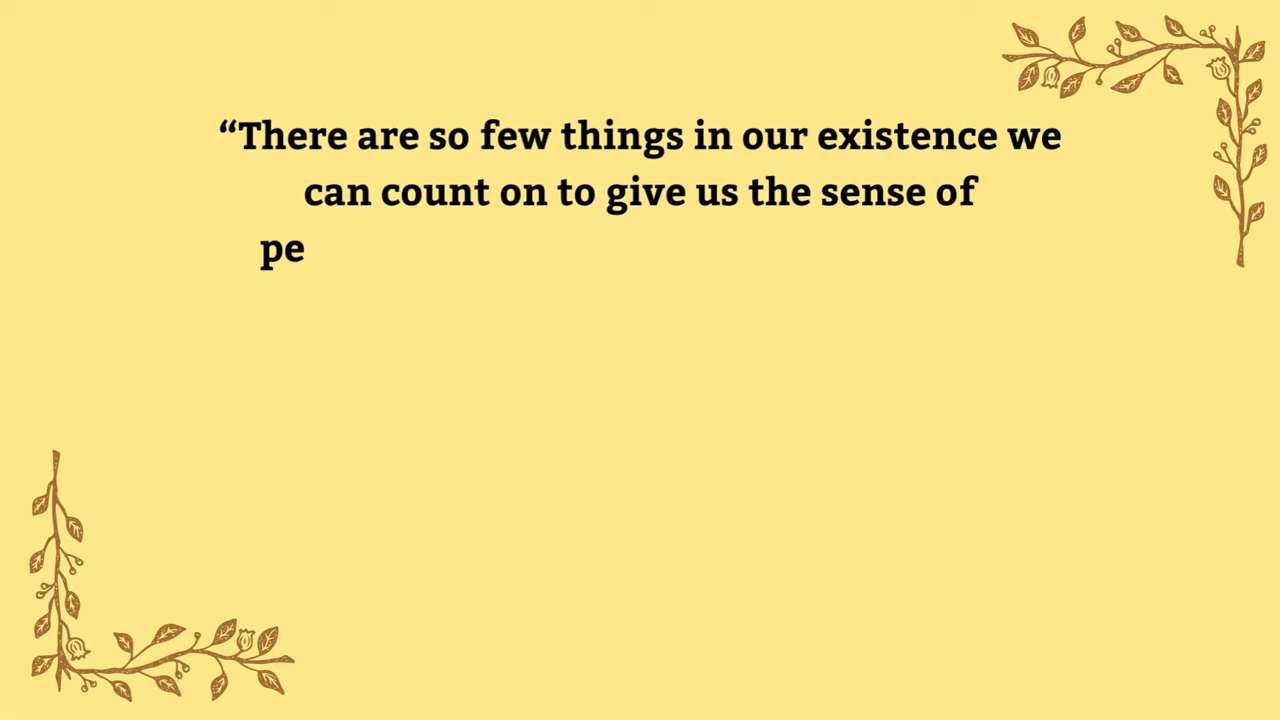 “There are so few things in our existence we
can count on to give us the sense of
pe